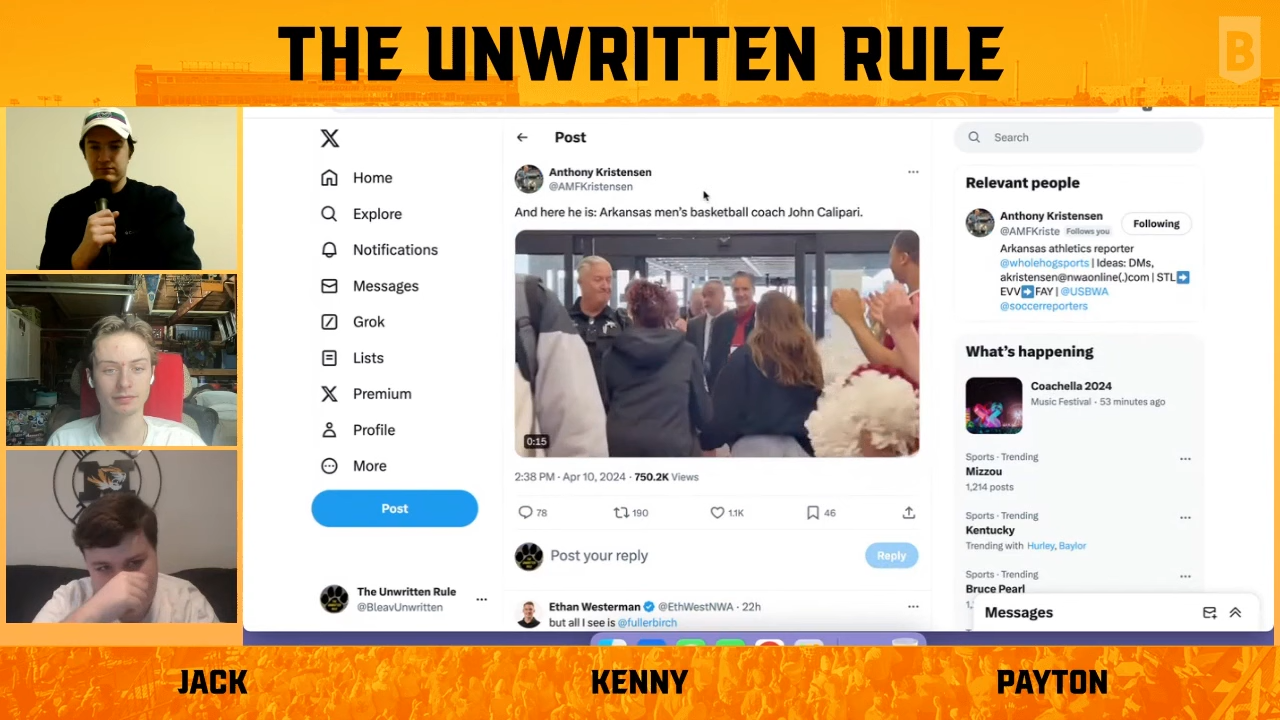 THE UNWRITTEN RULE
B
Post
Search
Home
Explore
Notifications
Messages
Grok
Lists
Premium
Profile
More
Post
The Unwritten Rule
@BleavUnwritten
Anthony Kristensen
@AMFKristensen
And here he is: Arkansas men's basketball coach John Calipari.
0:15
2:38 PM · Apr 10, 2024 · 750.2K Views
78 190 1.1K 46
Post your reply
Reply
Ethan Westerman @EthWestNWA · 22h
but all I see is @fullerbirch
Relevant people
Anthony Kristensen
@AMFKriste Follows you
Following
Arkansas athletics reporter
@wholehogsports | Ideas: DMs,
akristensen@nwaonline(.)com | STL➡
EVV➡FAY | @USBWA
@soccerreporters
What's happening
Coachella 2024
Music Festival · 53 minutes ago
Sports · Trending
Mizzou
1,214 posts
Sports · Trending
Kentucky
Trending with Hurley, Baylor
Sports · Trending
Bruce Pearl
Messages
JACK
KENNY
PAYTON